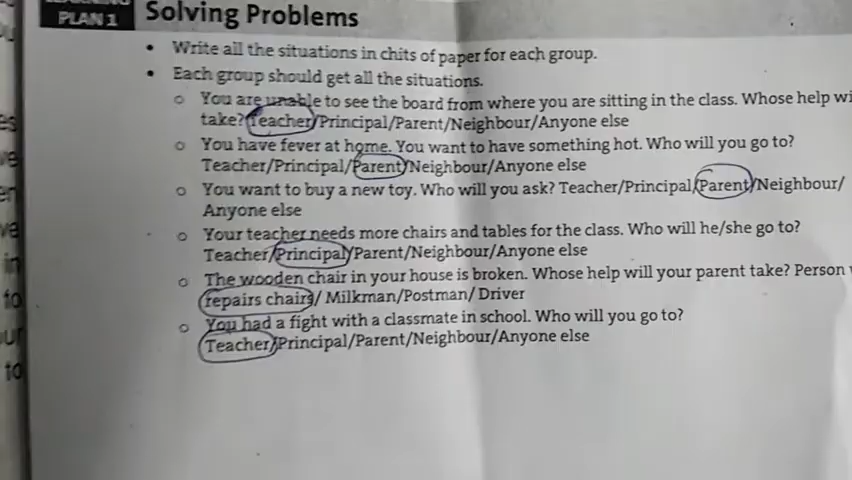 PLAN 1
Solving Problems
• Write all the situations in chits of paper for each group.
• Each group should get all the situations.
○ You are unable to see the board from where you are sitting in the class. Whose help
take? Teacher/Principal/Parent/Neighbour/Anyone else
○ You have fever at home. You want to have something hot. Who will you go to?
Teacher/Principal/Parent/Neighbour/Anyone else
○ You want to buy a new toy. Who will you ask? Teacher/Principal/Parent/Neighbour/
Anyone else
○ Your teacher needs more chairs and tables for the class. Who will he/she go to?
Teacher/Principal/Parent/Neighbour/Anyone else
○ The wooden chair in your house is broken. Whose help will your parent take? Person
repairs chairs/ Milkman/Postman/ Driver
○ You had a fight with a classmate in school. Who will you go to?
Teacher/Principal/Parent/Neighbour/Anyone else